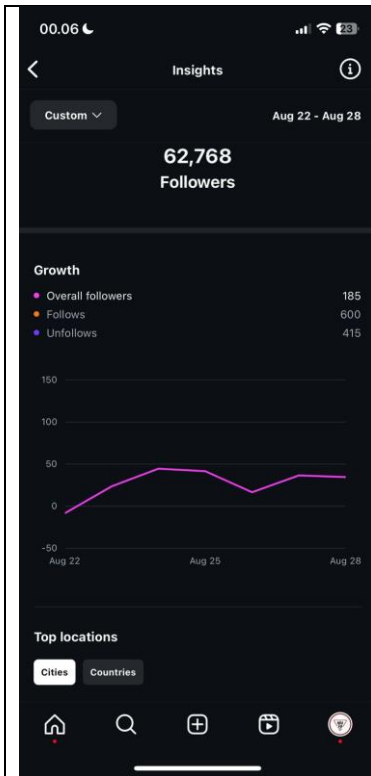 00.06 23
Insights
Custom Aug 22 - Aug 28
62,768
Followers
Growth
Overall followers 185
Follows 600
Unfollows 415
150
100
50
0
-50
Aug 22 Aug 25 Aug 28
Top locations
Cities Countries